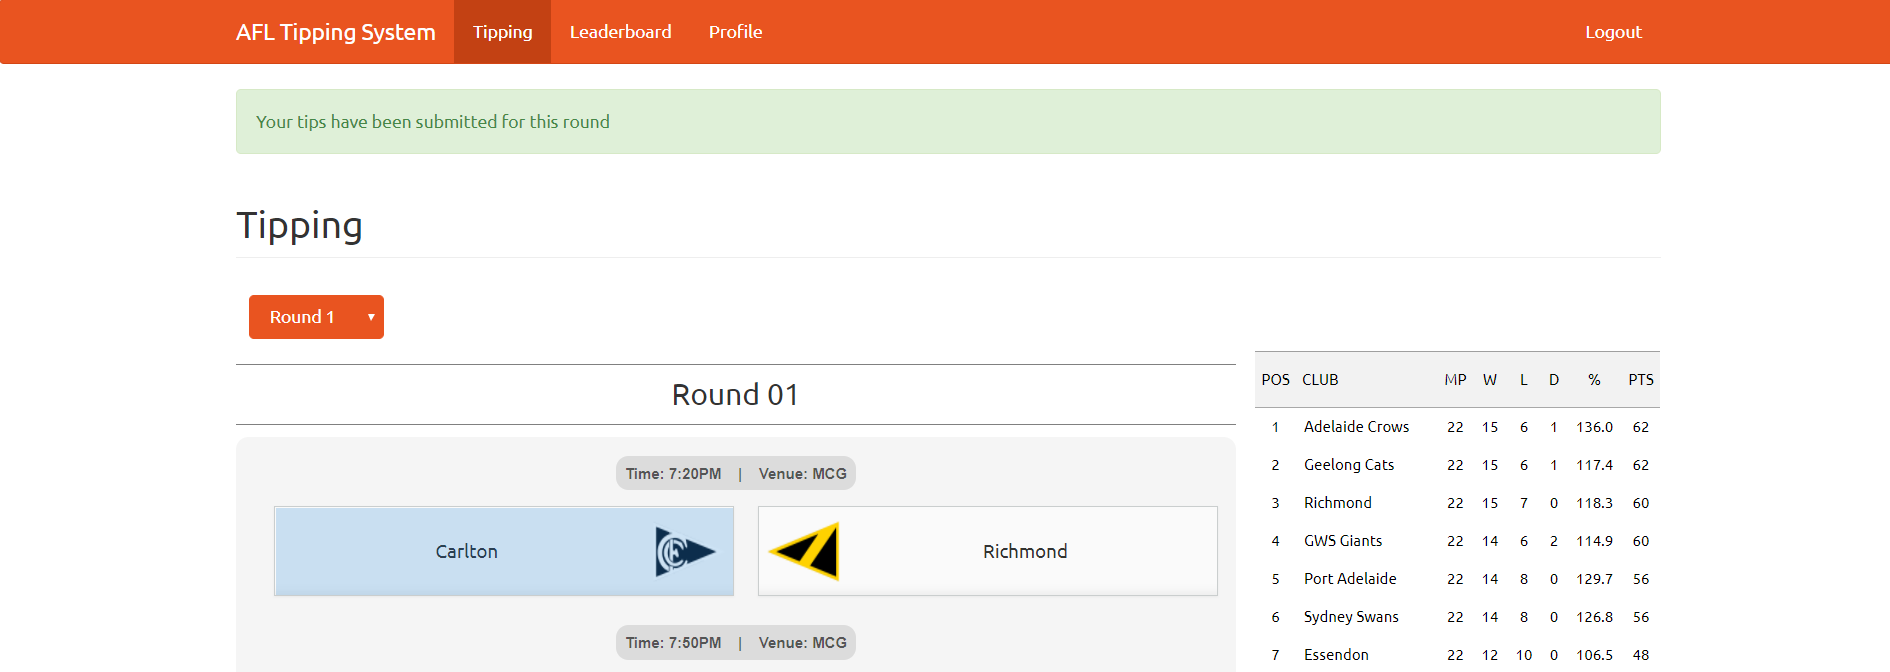 AFL Tipping System Tipping Leaderboard Profile Logout
Your tips have been submitted for this round
Tipping
Round 1
Round 01
Time: 7:20PM | Venue: MCG
Carlton Richmond
Time: 7:50PM | Venue: MCG
POS CLUB MP W L D % PTS
1 Adelaide Crows 22 15 6 1 136.0 62
2 Geelong Cats 22 15 6 1 117.4 62
3 Richmond 22 15 7 0 118.3 60
4 GWS Giants 22 14 6 2 114.9 60
5 Port Adelaide 22 14 8 0 129.7 56
6 Sydney Swans 22 14 8 0 126.8 56
7 Essendon 22 12 10 0 106.5 48